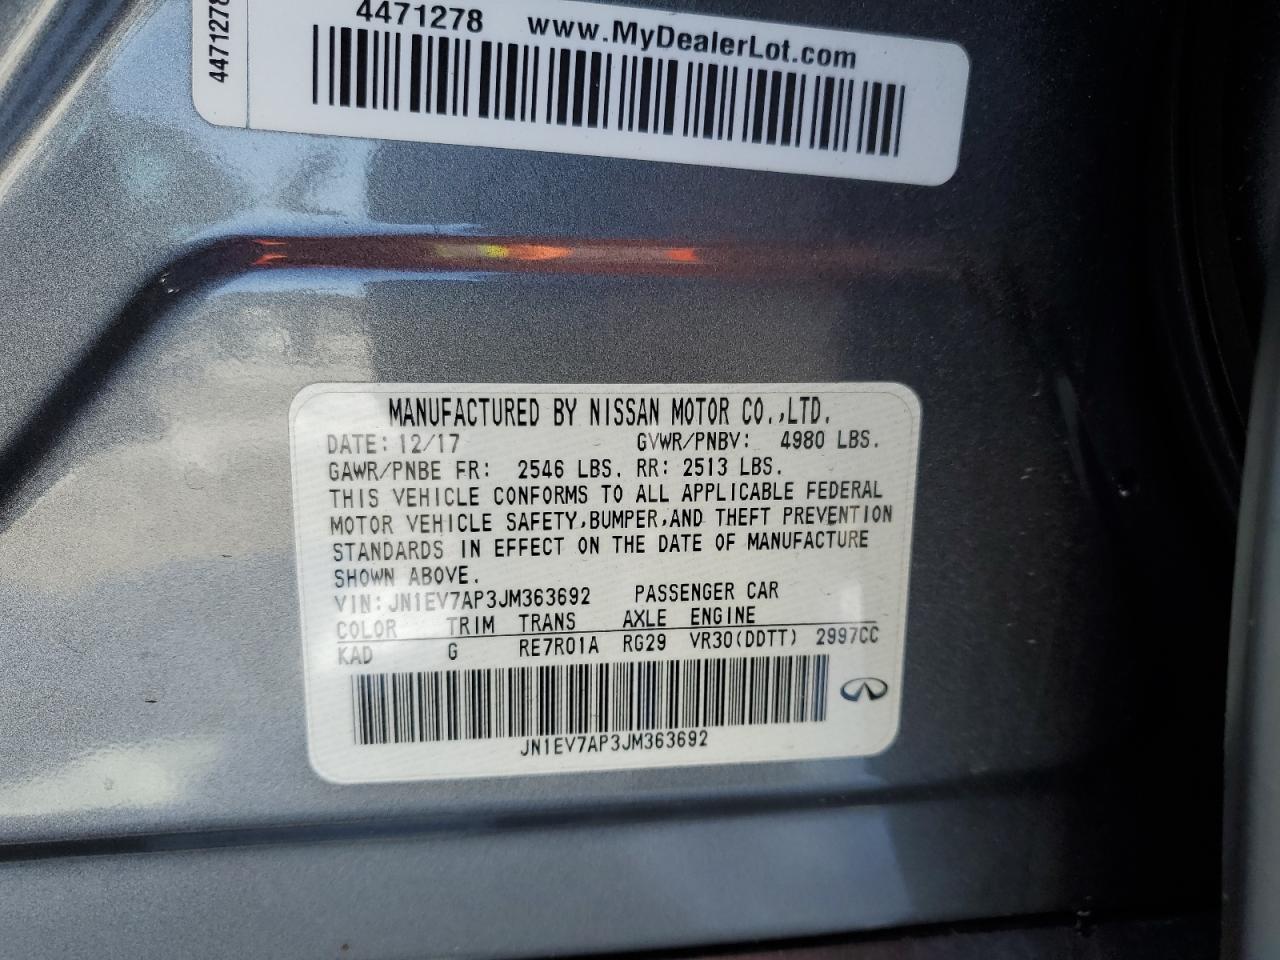 4471278 www.MyDealerLot.com
4471278
MANUFACTURED BY NISSAN MOTOR CO.,LTD.
DATE: 12/17 GVWR/PNBV: 4980 LBS.
GAWR/PNBE FR: 2546 LBS. RR: 2513 LBS.
THIS VEHICLE CONFORMS TO ALL APPLICABLE FEDERAL
MOTOR VEHICLE SAFETY,BUMPER,AND THEFT PREVENTION
STANDARDS IN EFFECT ON THE DATE OF MANUFACTURE
SHOWN ABOVE.
VIN:JN1EV7AP3JM363692 PASSENGER CAR
COLOR TRIM TRANS AXLE ENGINE
KAD G RE7R01A RG29 VR30(DDTT) 2997CC
JN1EV7AP3JM363692